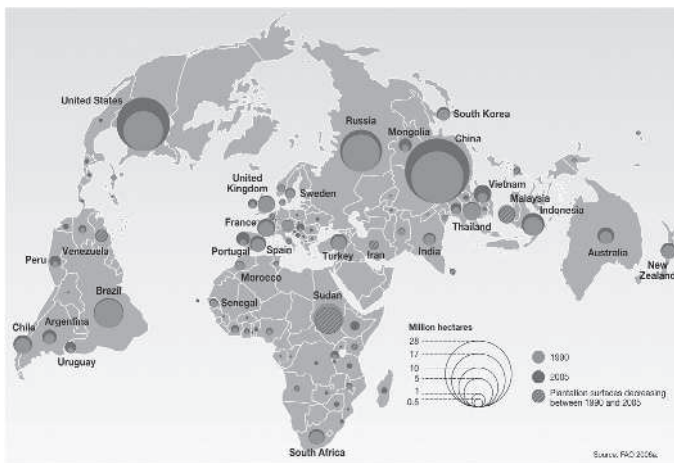 United States
Russia
South Korea
Mongolia
China
United
Kingdom
Sweden
Vietnam
Malaysia
Indonesia
France
Venezuela
Portugal
Spain
Turkey
Iran
India
Thailand
Australia
New
Zealand
Peru
Morocco
Brazil
Senegal
Sudan
Chile
Argentina
Uruguay
South Africa
Million hectares
28
17
10
5
1
0.5
1990
2005
Plantation surfaces decreasing
between 1990 and 2005
Source: FAO 2006a.